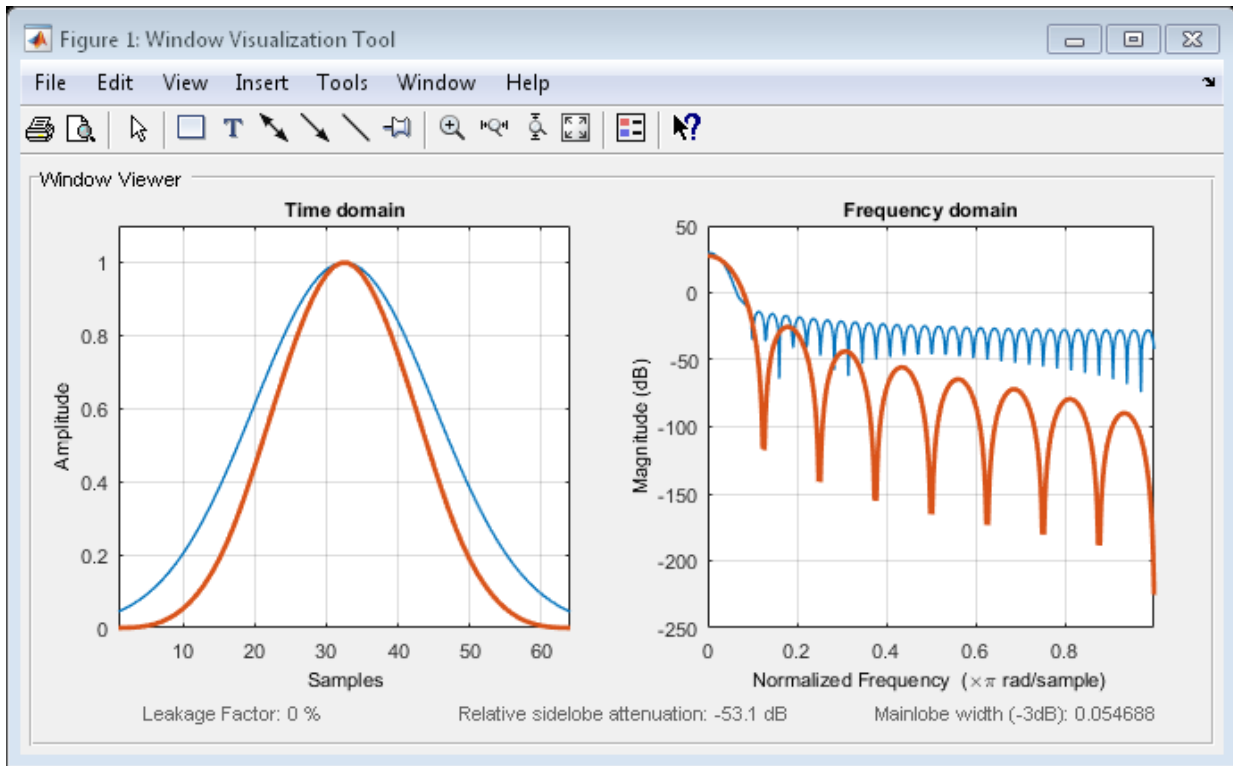 Figure 1: Window Visualization Tool
File Edit View Insert Tools Window Help
T
?
Window Viewer
Time domain
Amplitude
1
0.8
0.6
0.4
0.2
0
10 20 30 40 50 60
Samples
Frequency domain
Magnitude (dB)
50
0
-50
-100
-150
-200
-250
0 0.2 0.4 0.6 0.8
Normalized Frequency (×π rad/sample)
Leakage Factor: 0 % Relative sidelobe attenuation: -53.1 dB Mainlobe width (-3dB): 0.054688